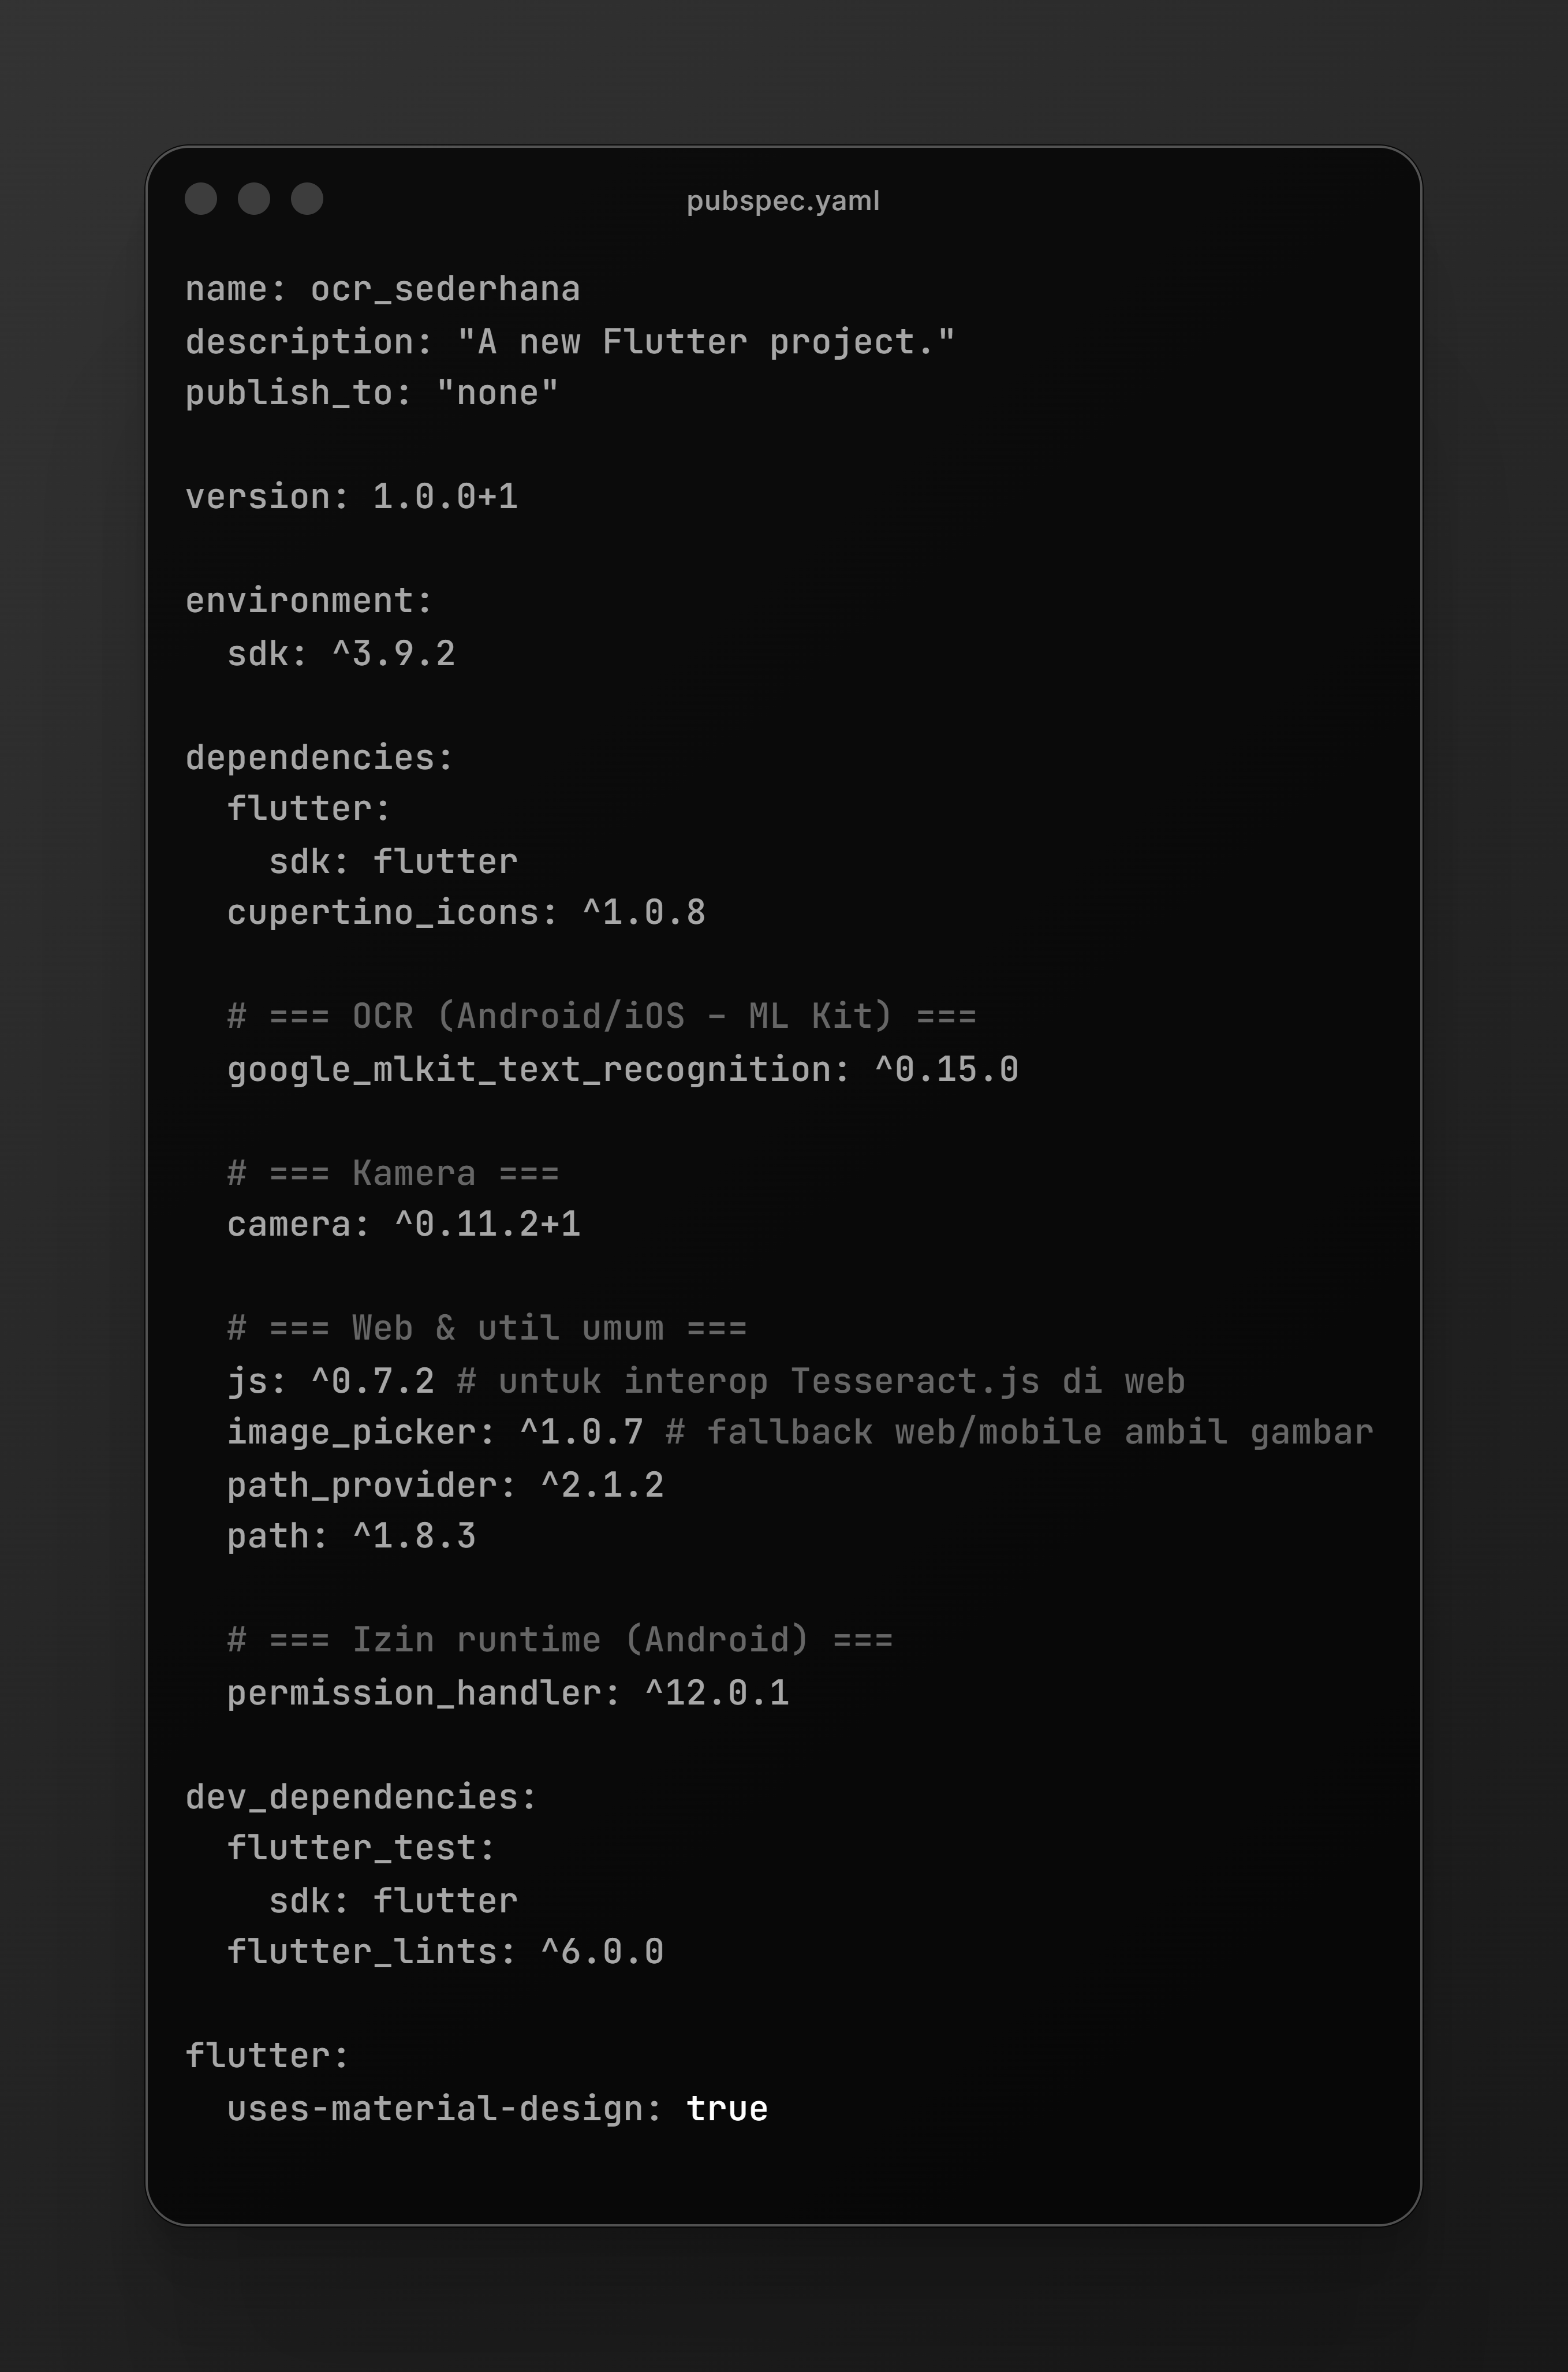 pubspec.yaml
name: ocr_sederhana
description: "A new Flutter project."
publish_to: "none"
version: 1.0.0+1
environment:
  sdk: ^3.9.2
dependencies:
  flutter:
    sdk: flutter
  cupertino_icons: ^1.0.8
  # === OCR (Android/iOS – ML Kit) ===
  google_mlkit_text_recognition: ^0.15.0
  # === Kamera ===
  camera: ^0.11.2+1
  # === Web & util umum ===
  js: ^0.7.2 # untuk interop Tesseract.js di web
  image_picker: ^1.0.7 # fallback web/mobile ambil gambar
  path_provider: ^2.1.2
  path: ^1.8.3
  # === Izin runtime (Android) ===
  permission_handler: ^12.0.1
dev_dependencies:
  flutter_test:
    sdk: flutter
  flutter_lints: ^6.0.0
flutter:
  uses-material-design: true